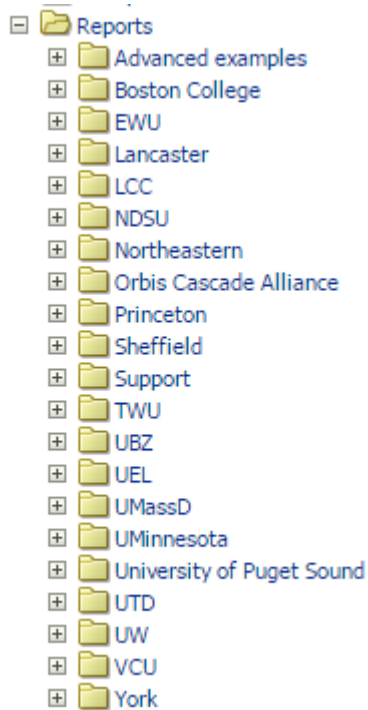 Reports
Advanced examples
Boston College
EWU
Lancaster
LCC
NDSU
Northeastern
Orbis Cascade Alliance
Princeton
Sheffield
Support
TWU
UBZ
UEL
UMassD
UMinnesota
University of Puget Sound
UTD
UW
VCU
York